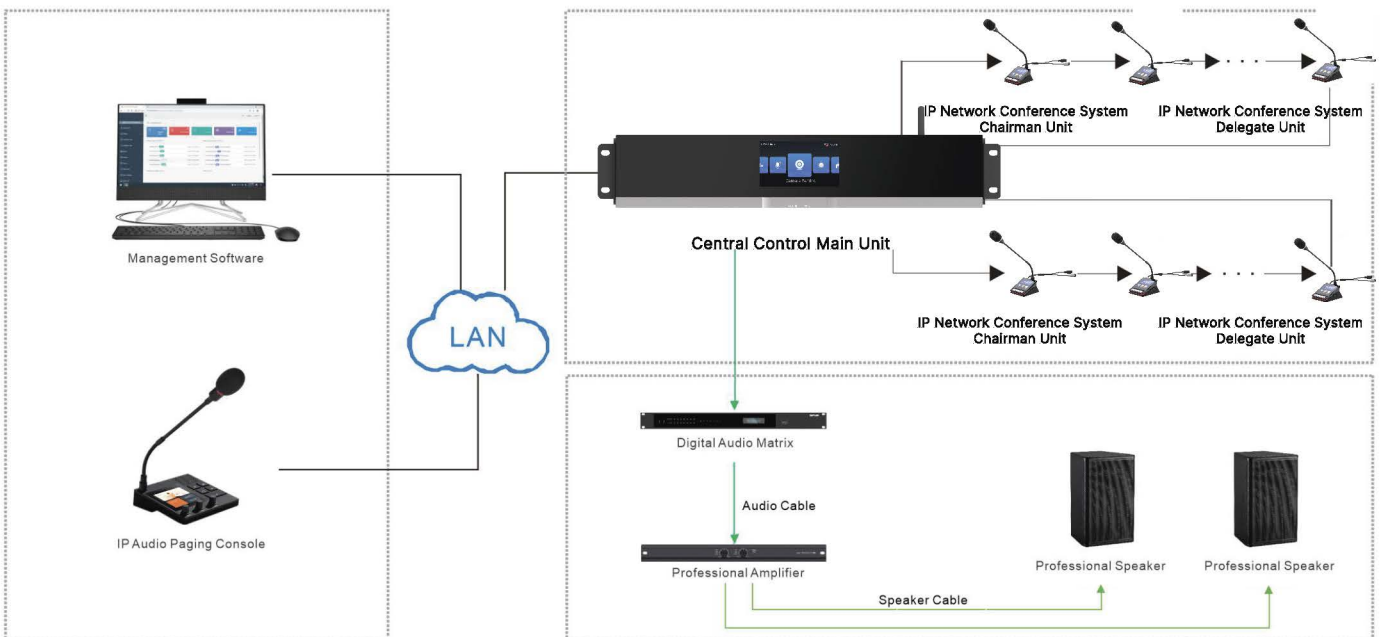 IP Network Conference System
Chairman Unit
IP Network Conference System
Delegate Unit
Management Software
Central Control Main Unit
IP Network Conference System
Chairman Unit
IP Network Conference System
Delegate Unit
LAN
Digital Audio Matrix
Audio Cable
IP Audio Paging Console
Professional Amplifier
Professional Speaker
Professional Speaker
Speaker Cable